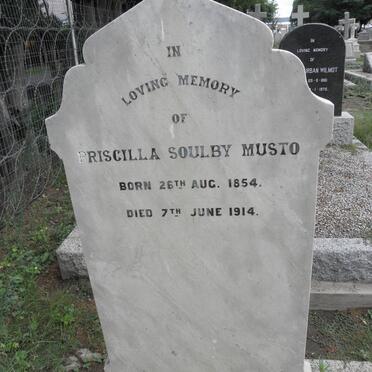 IN
LOVING MEMORY
OF
PRISCILLA SOULBY MUSTO
BORN 26TH AUG. 1854.
DIED 7TH JUNE 1914.
IN
LOVING MEMORY
OF
WILMOT